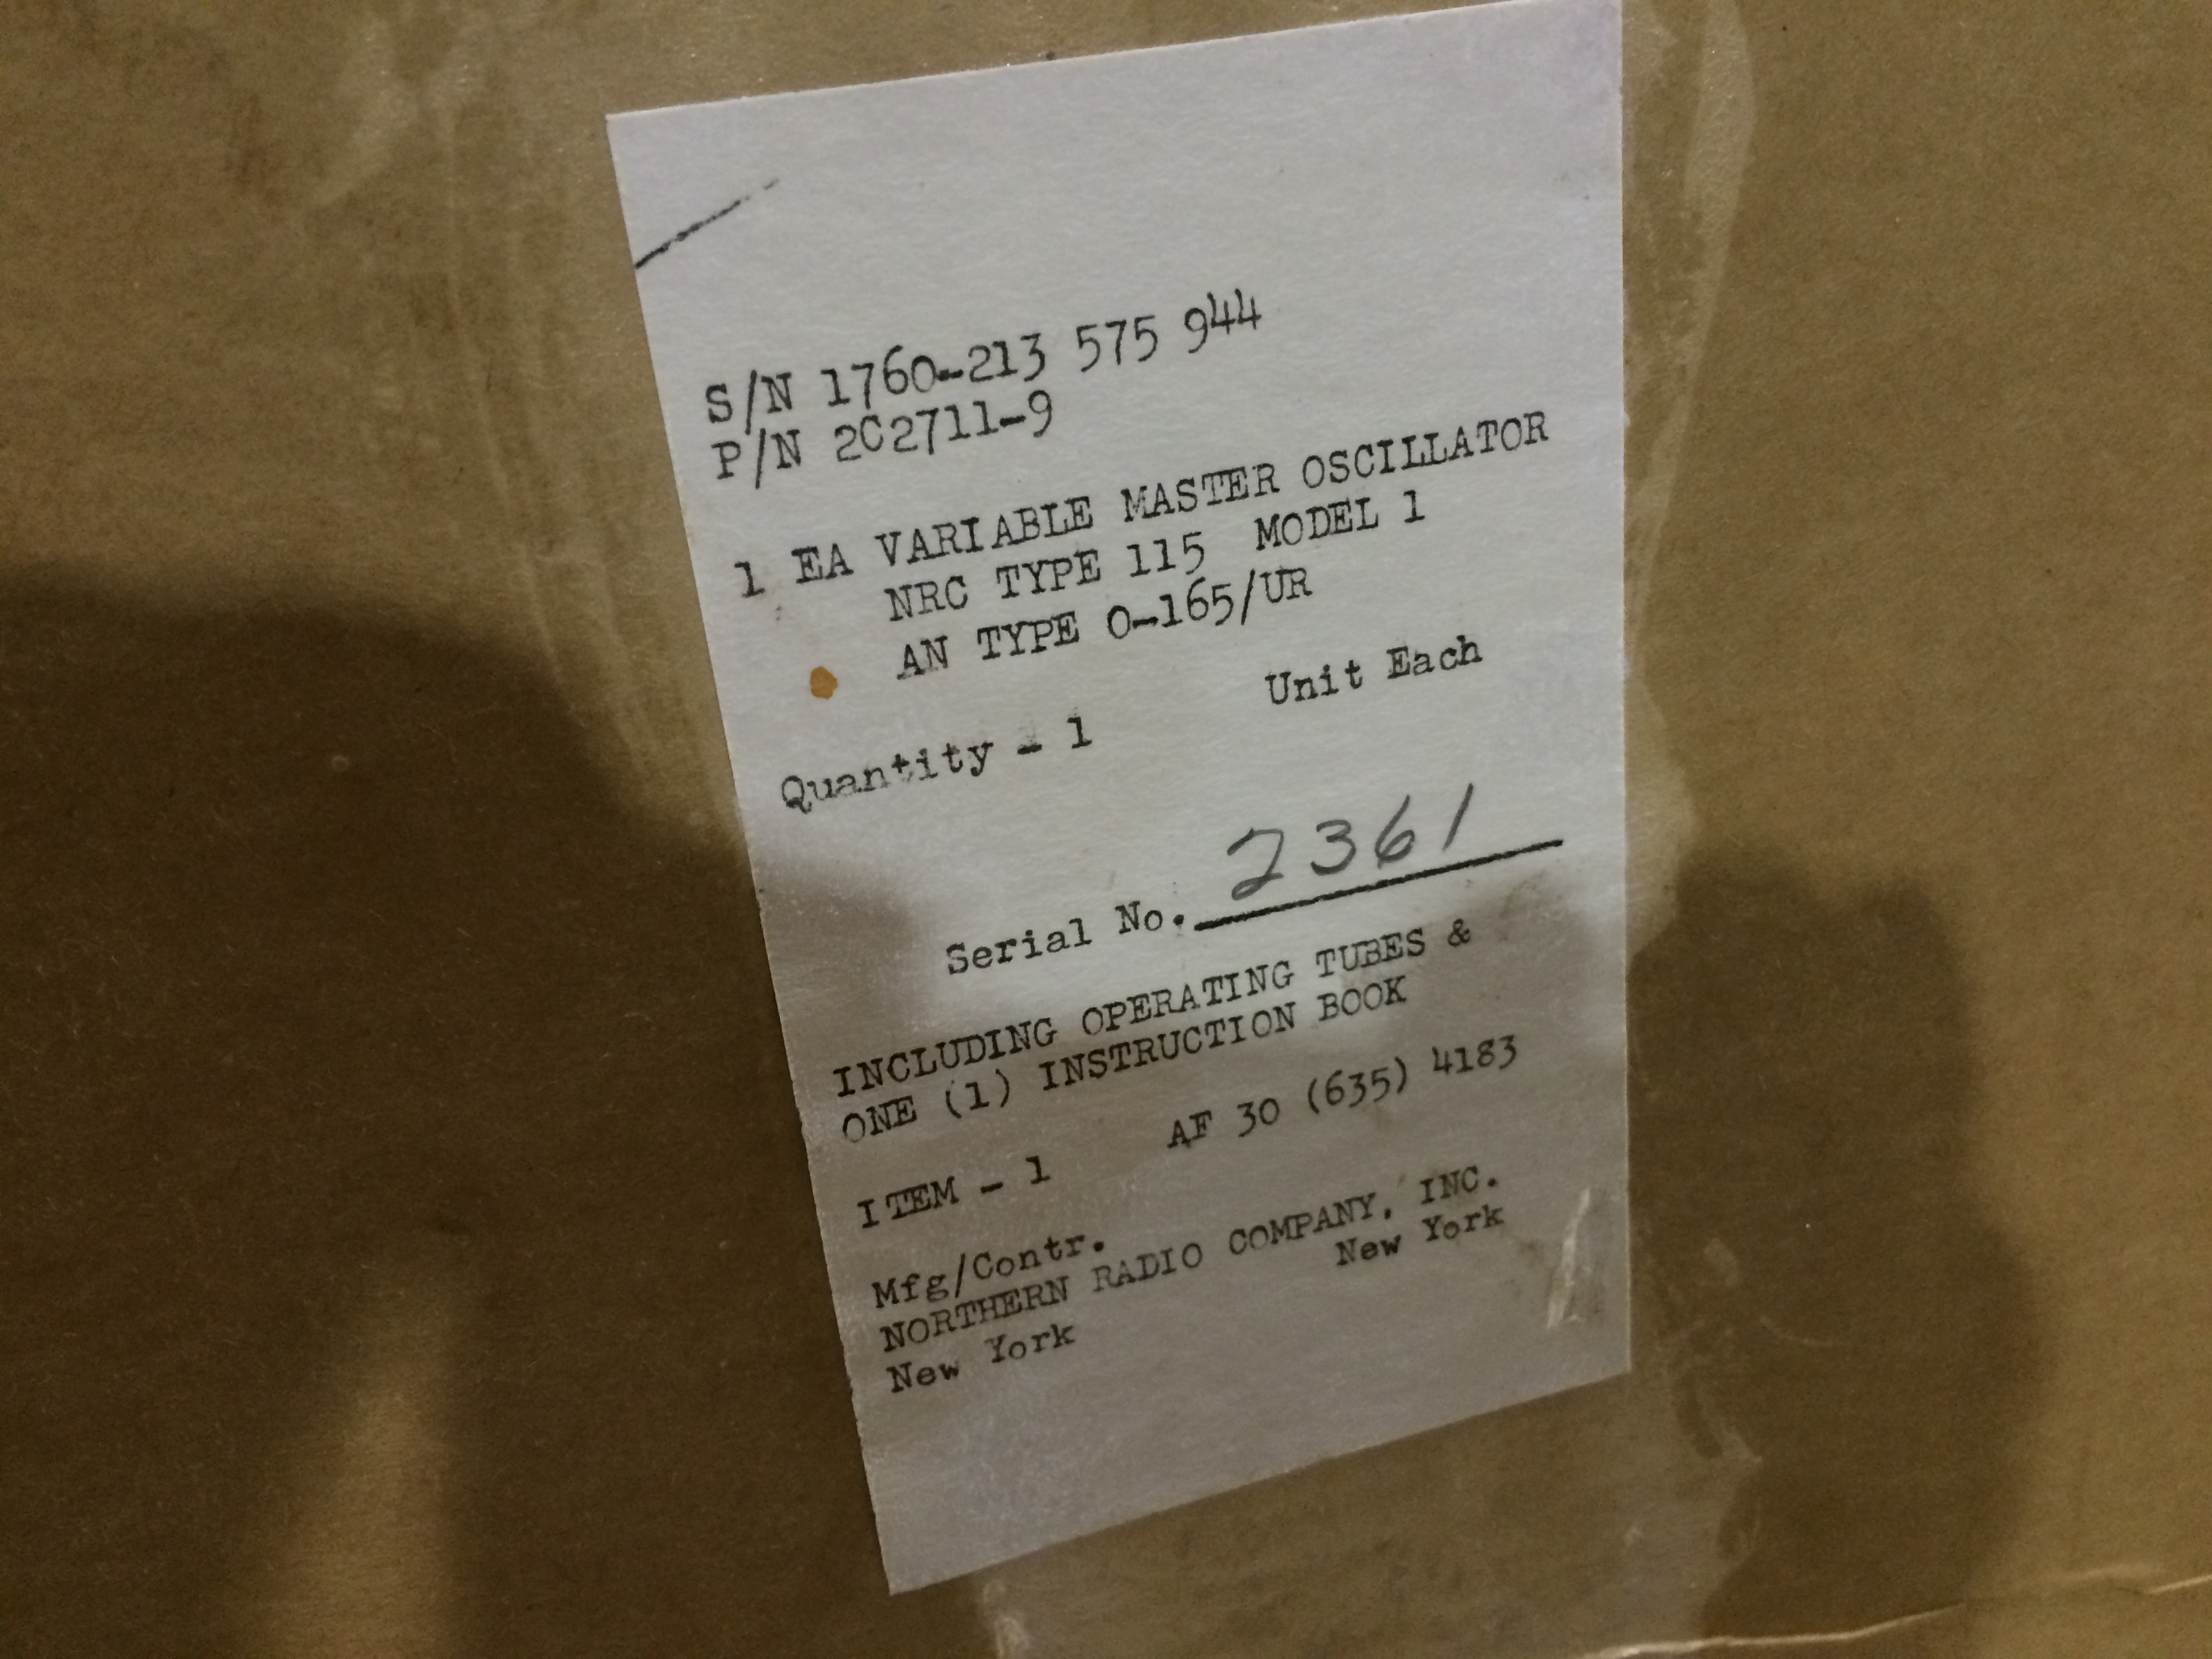 S/N 1760-213 575 944
P/N 2C2711-9
1 EA VARIABLE MASTER OSCILLATOR
NRC TYPE 115 MODEL 1
AN TYPE O-165/UR
Quantity - 1 Unit Each
Serial No. 2361
INCLUDING OPERATING TUBES &
ONE (1) INSTRUCTION BOOK
ITEM - 1 AF 30 (635) 4183
Mfg/Contr.
NORTHERN RADIO COMPANY, INC.
New York New York